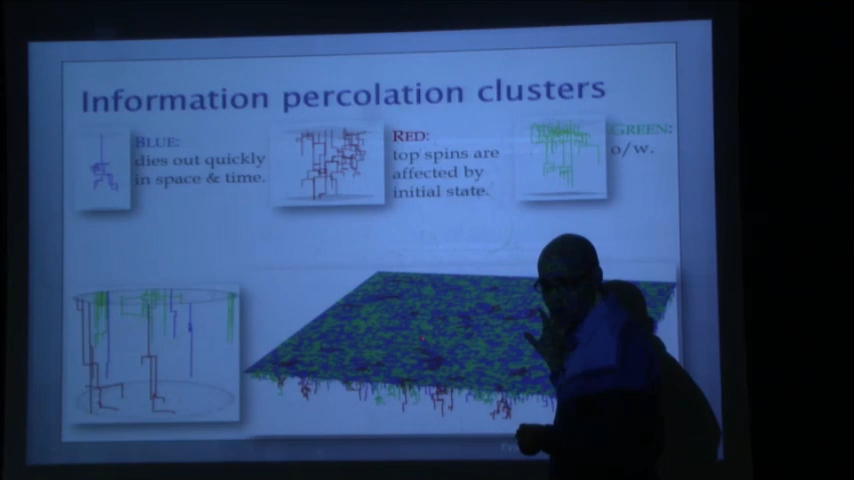 Information percolation clusters
BLUE:
dies out quickly
in space & time.
RED:
top spins are
affected by
initial state.
GREEN:
o/w.